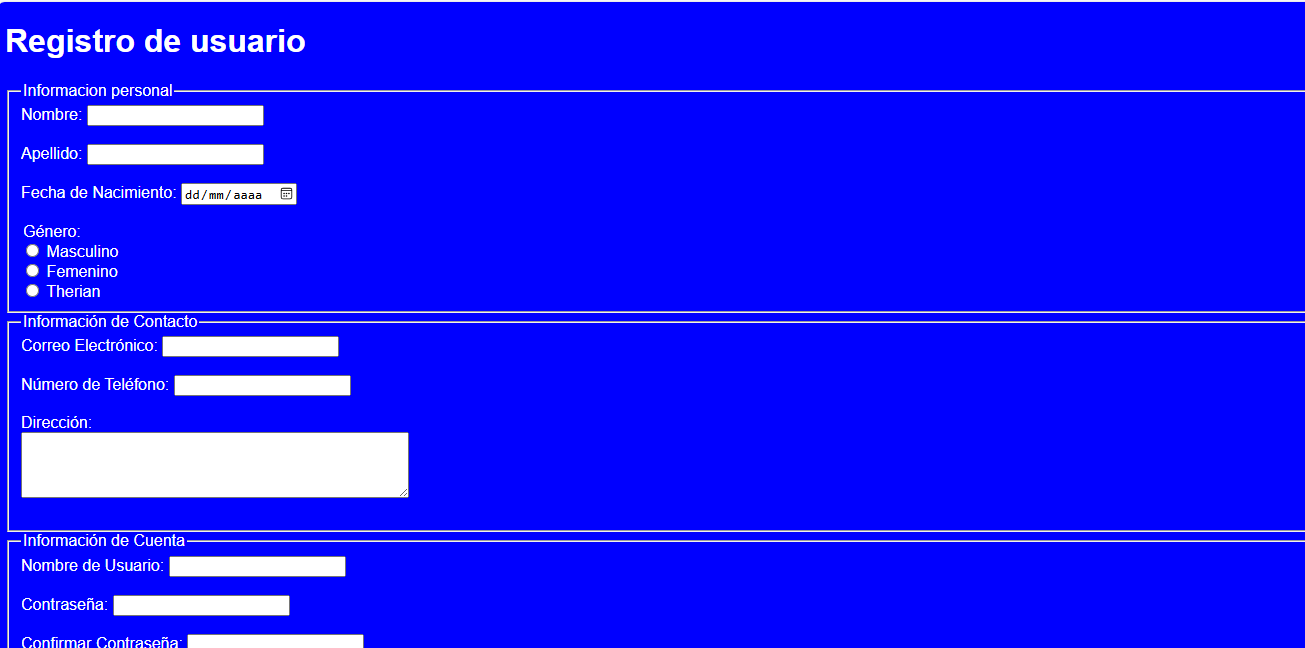 Registro de usuario
Informacion personal
Nombre:
Apellido:
Fecha de Nacimiento: dd/mm/aaaa
Género:
Masculino
Femenino
Therian
Información de Contacto
Correo Electrónico:
Número de Teléfono:
Dirección:
Información de Cuenta
Nombre de Usuario:
Contraseña:
Confirmar Contraseña: